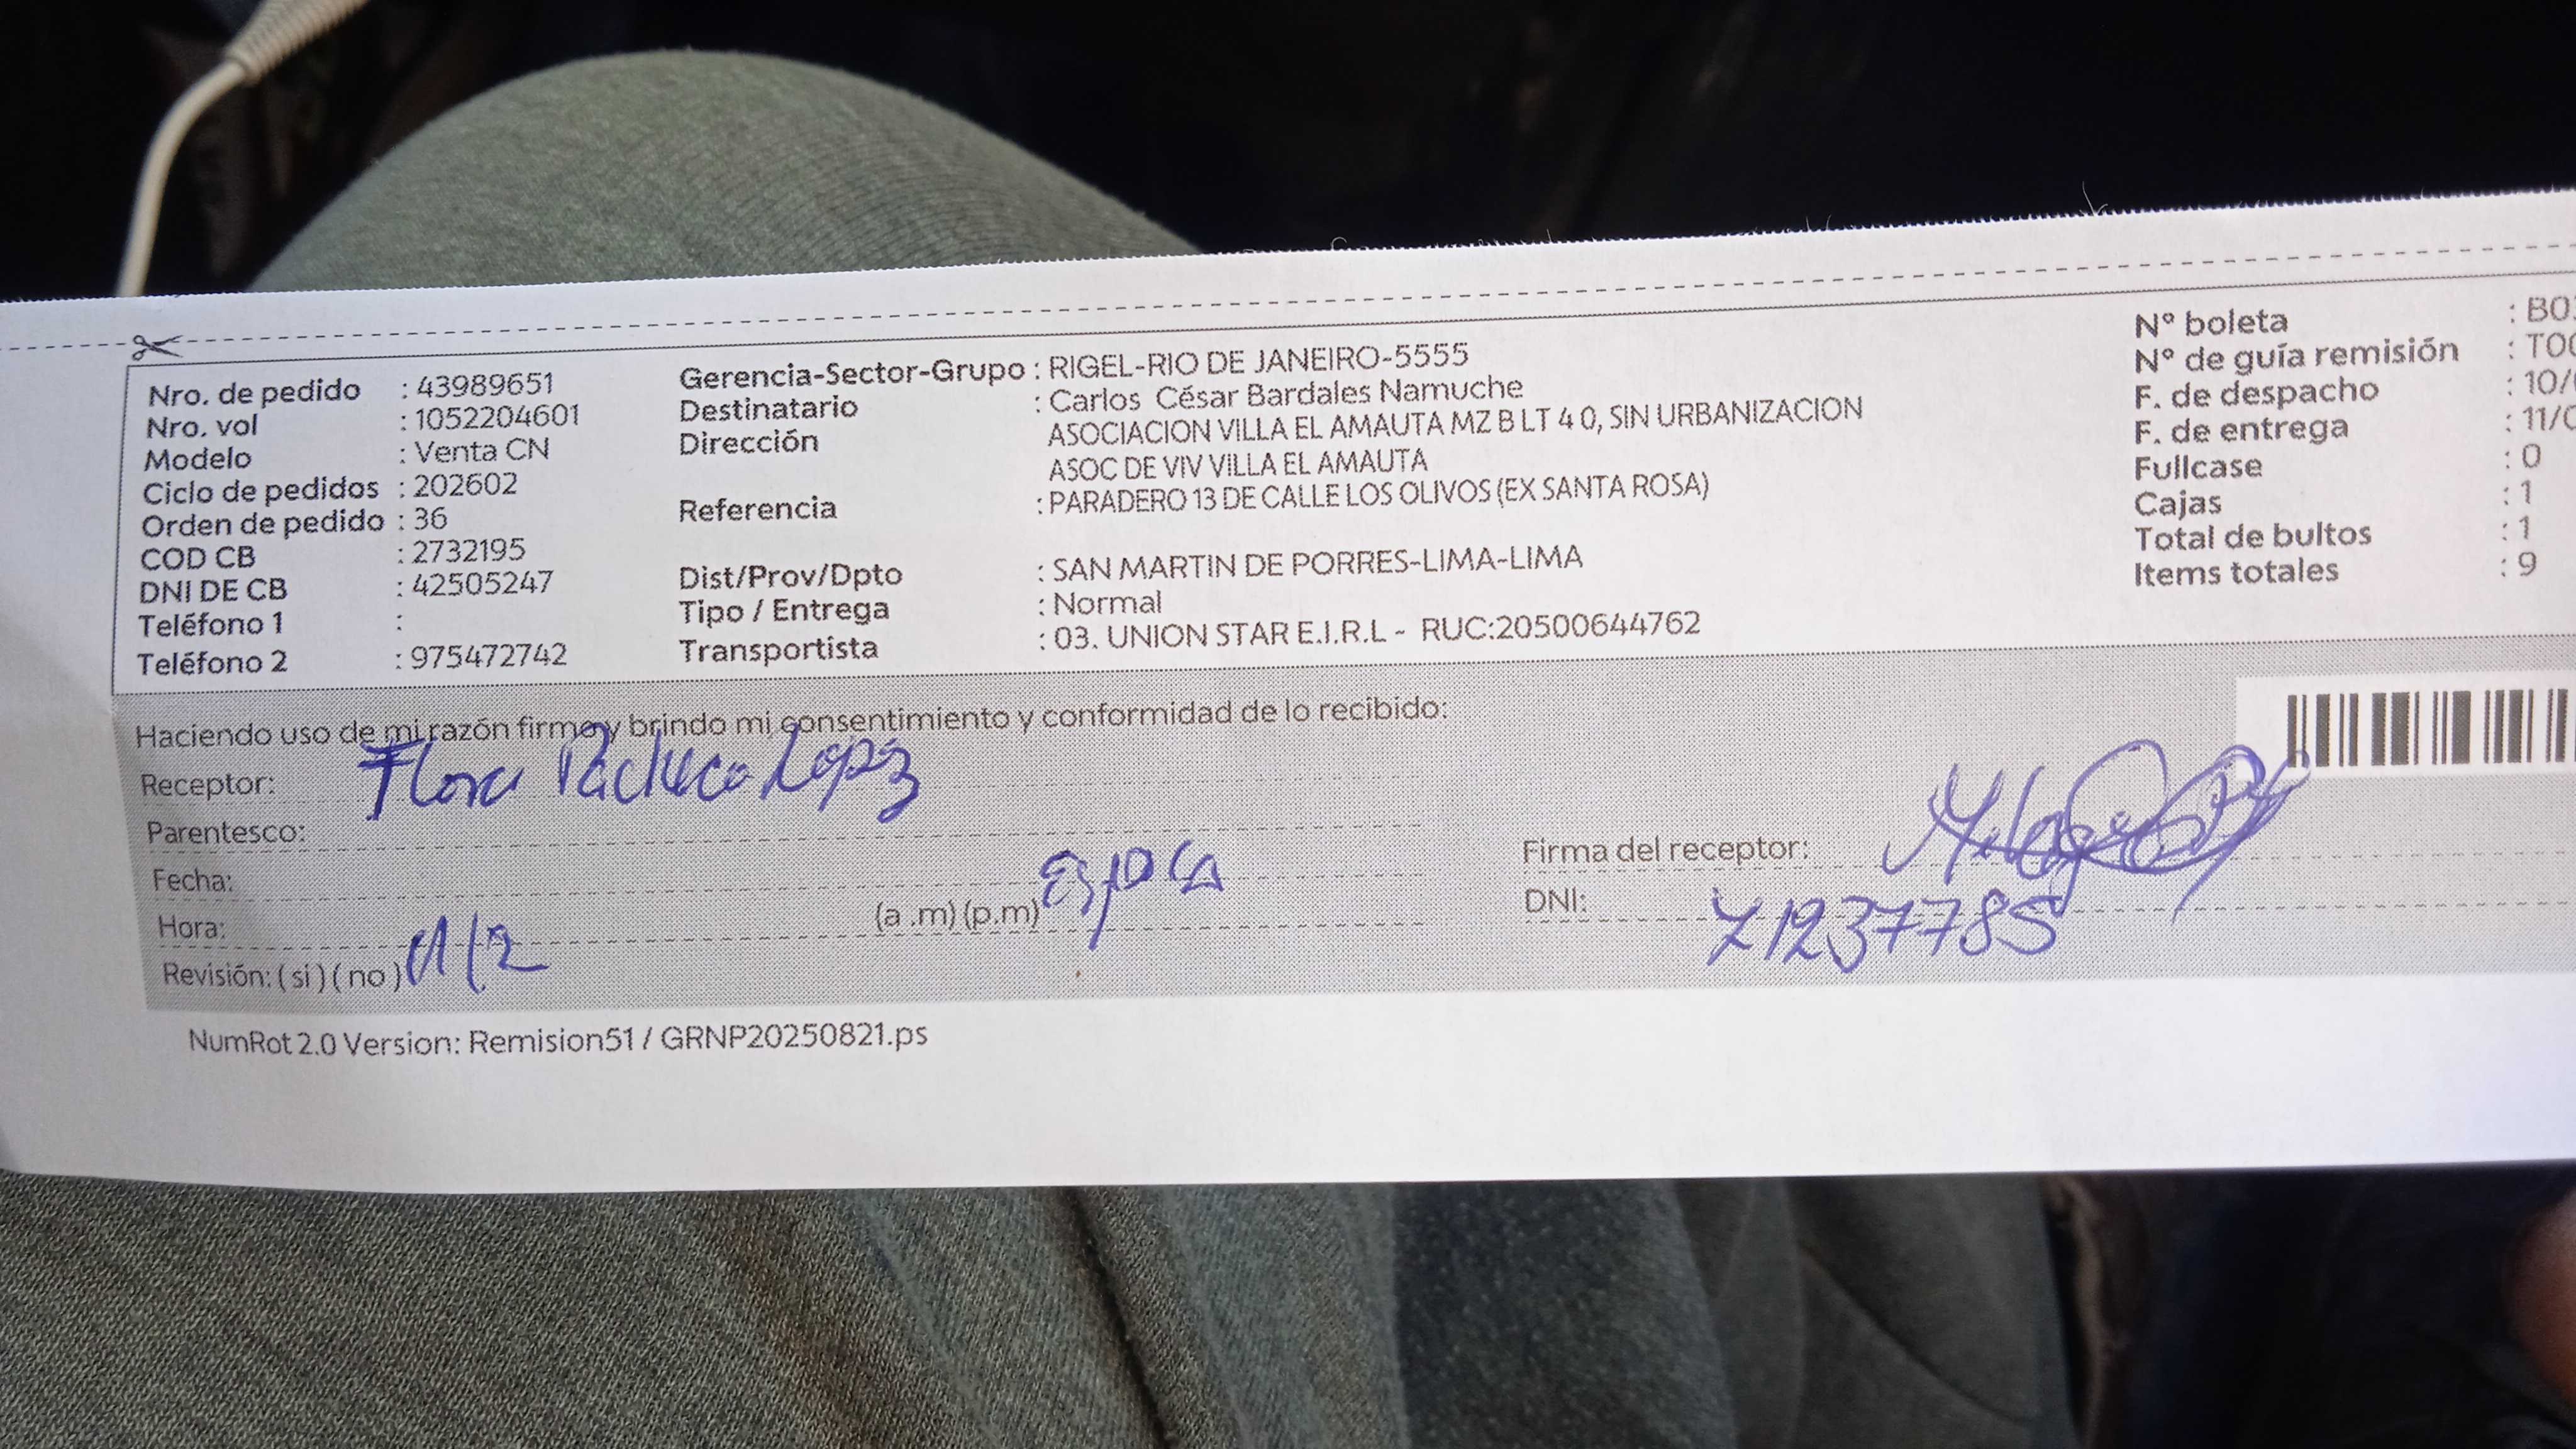 Nro. de pedido : 43989651
Nro. vol : 1052204601
Modelo : Venta CN
Ciclo de pedidos : 202602
Orden de pedido : 36
COD CB : 2732195
DNI DE CB : 42505247
Teléfono 1 :
Teléfono 2 : 975472742
Gerencia-Sector-Grupo : RIGEL-RIO DE JANEIRO-5555
Destinatario : Carlos César Bardales Namuche
Dirección ASOCIACION VILLA EL AMAUTA MZ B LT 4 0, SIN URBANIZACION
ASOC DE VIV VILLA EL AMAUTA
Referencia : PARADERO 13 DE CALLE LOS OLIVOS (EX SANTA ROSA)
Dist/Prov/Dpto : SAN MARTIN DE PORRES-LIMA-LIMA
Tipo / Entrega : Normal
Transportista : 03. UNION STAR E.I.R.L - RUC:20500644762
N° boleta : B03
N° de guía remisión : T00
F. de despacho : 10/
F. de entrega : 11/0
Fullcase : 0
Cajas : 1
Total de bultos : 1
Items totales : 9
Haciendo uso de mi razón firmo y brindo mi consentimiento y conformidad de lo recibido:
Receptor: Flora Pacheco Lopez
Parentesco:
Fecha:
Hora: (a .m) (p.m) Esposa
Revisión: ( si ) ( no )
Firma del receptor:
DNI: 71237785
NumRot 2.0 Version: Remision51 / GRNP20250821.ps